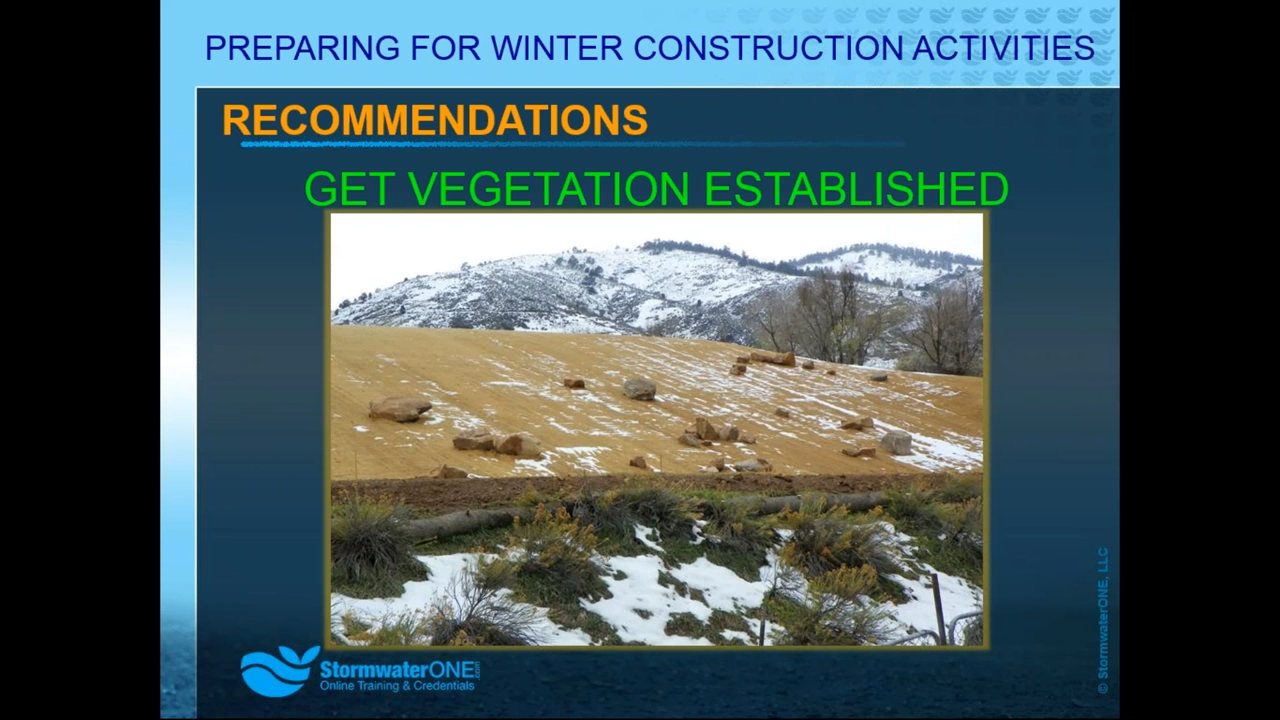 PREPARING FOR WINTER CONSTRUCTION ACTIVITIES
RECOMMENDATIONS
GET VEGETATION ESTABLISHED
StormwaterONE.com
Online Training & Credentials
© StormwaterONE, LLC